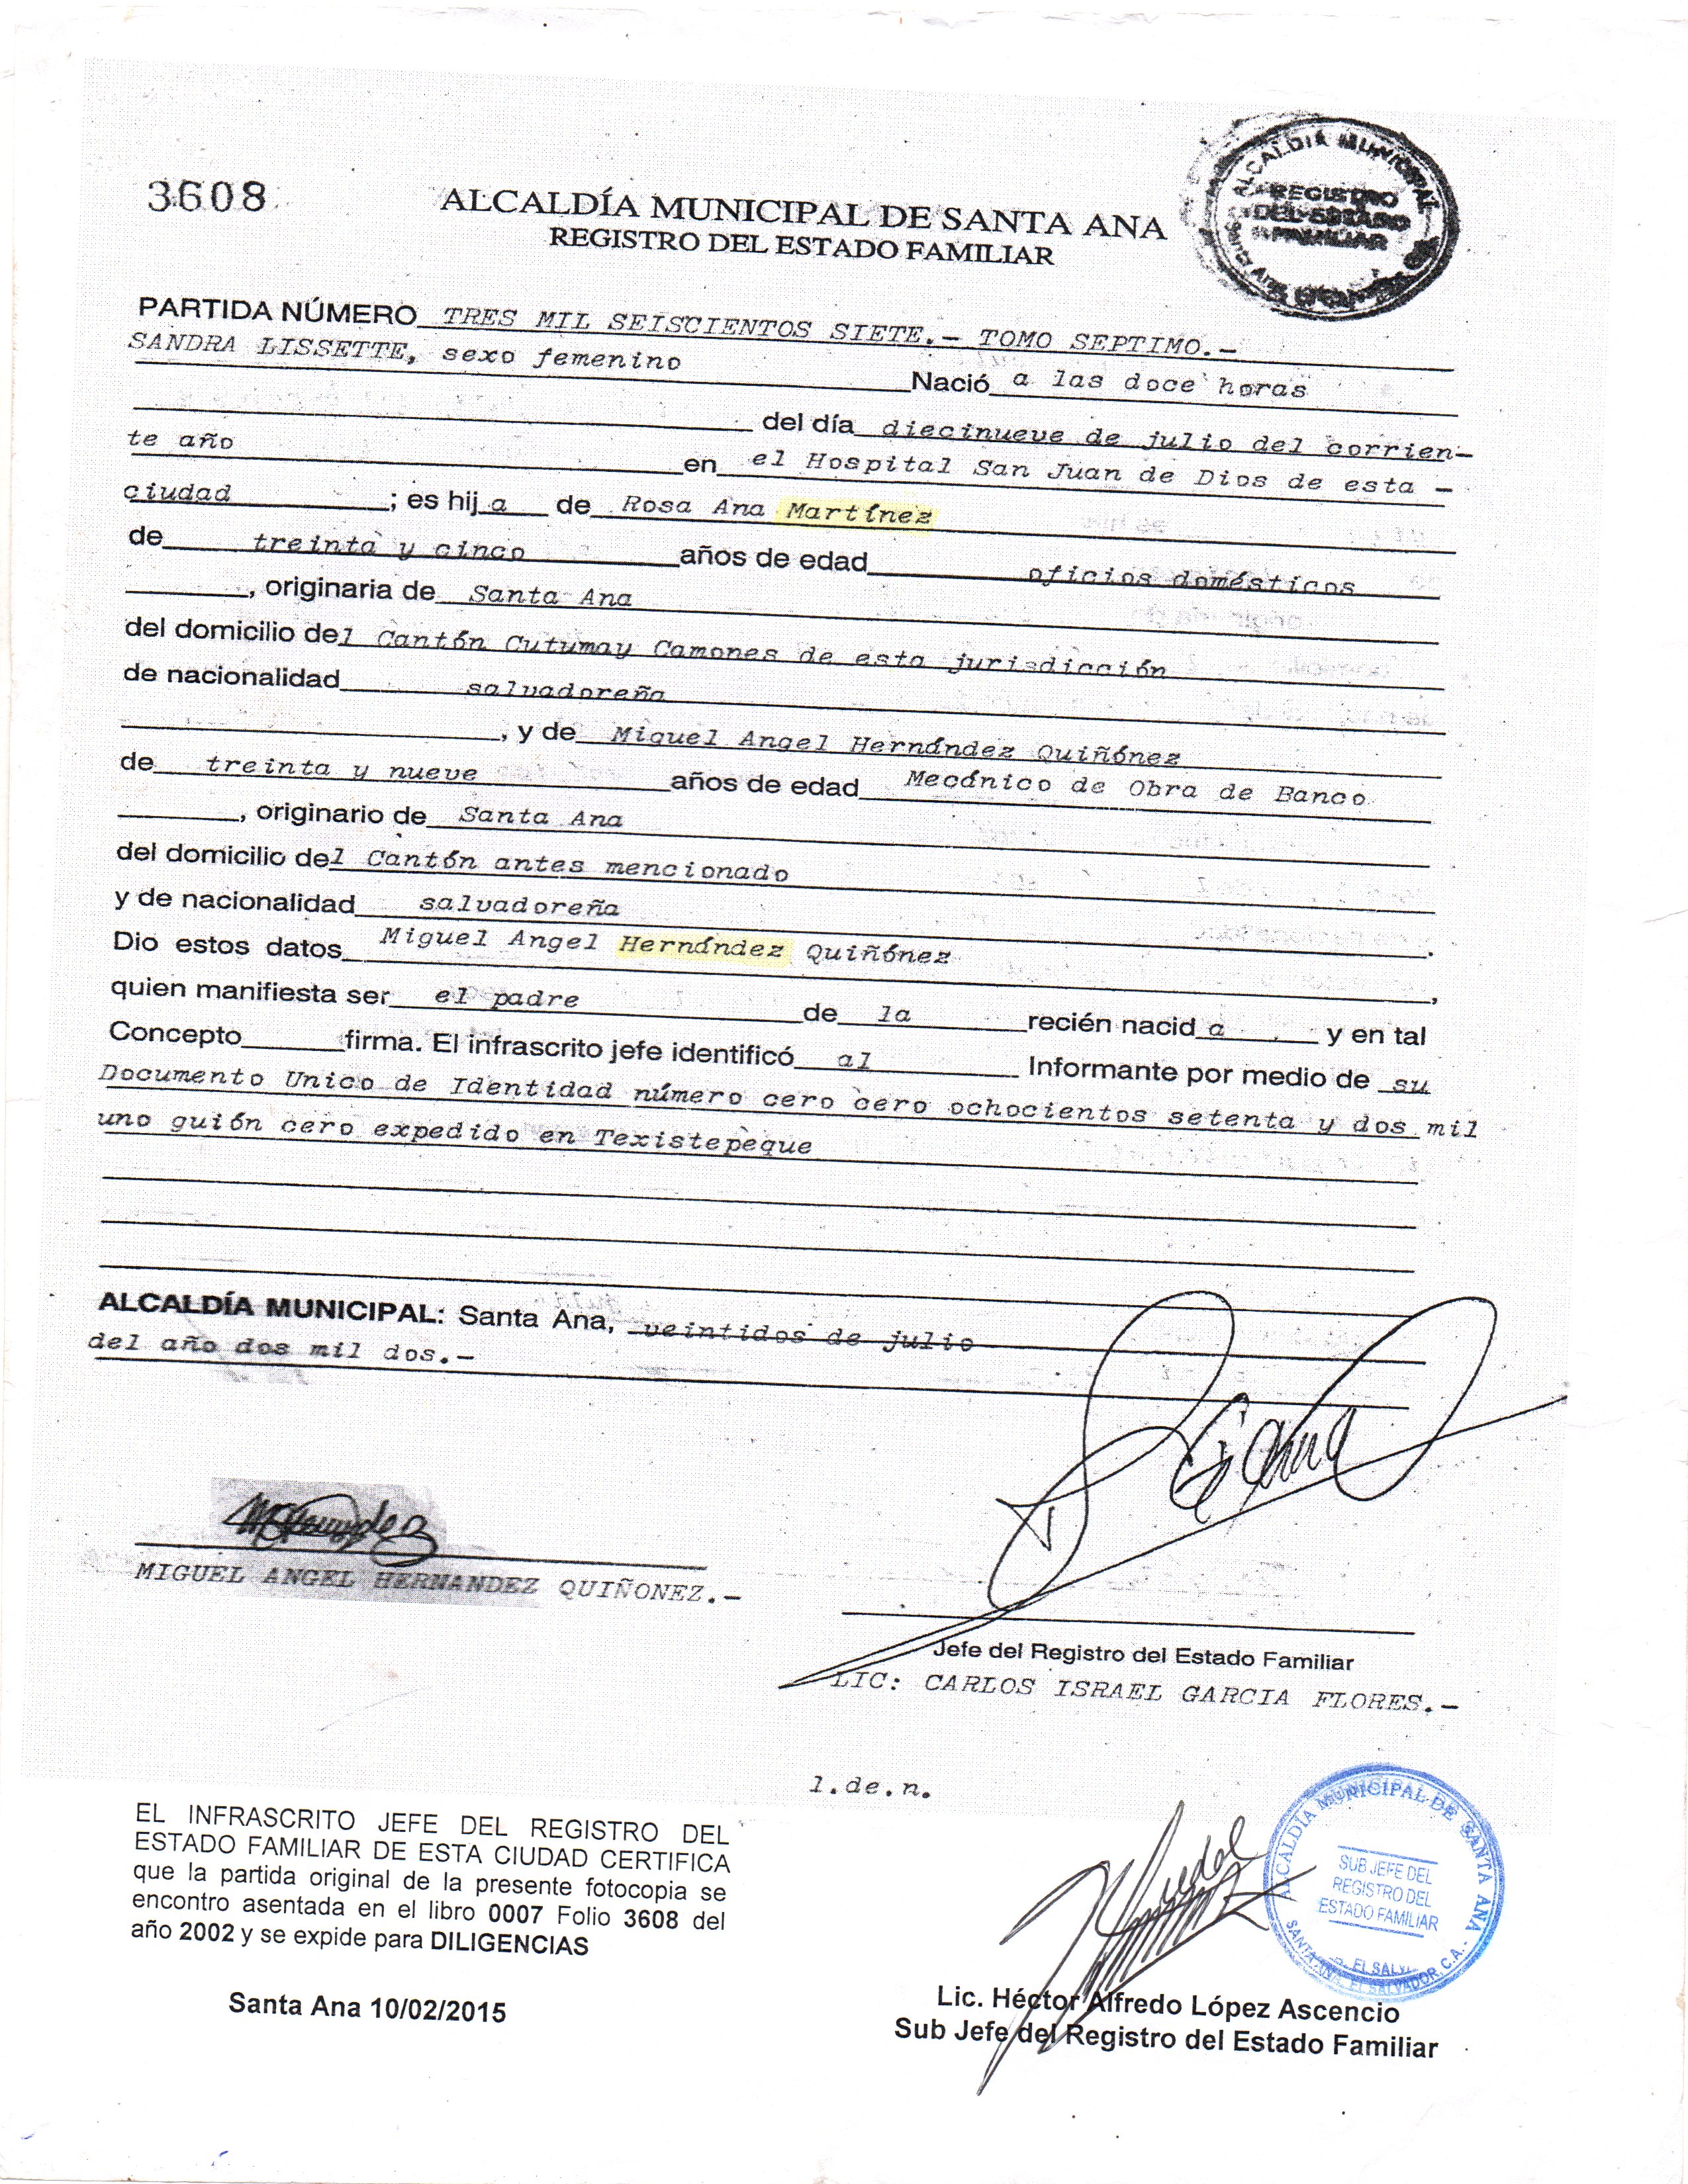 3608
ALCALDÍA MUNICIPAL DE SANTA ANA
REGISTRO DEL ESTADO FAMILIAR
ALCALDIA MUNICIPAL
REGISTRO
DEL ESTADO
FAMILIAR
PARTIDA NÚMERO TRES MIL SEISCIENTOS SIETE.- TOMO SEPTIMO.-
SANDRA LISSETTE, sexo femenino Nació a las doce horas
del día diecinueve de julio del corrien-
te año en el Hospital San Juan de Dios de esta -
ciudad ; es hija de Rosa Ana Martínez
de treinta y cinco años de edad oficios domésticos
, originaria de Santa Ana
del domicilio del Cantón Cutumay Camones de esta jurisdicción
de nacionalidad salvadoreña
, y de Miguel Angel Hernández Quiñónez
de treinta y nueve años de edad Mecánico de Obra de Banco
, originario de Santa Ana
del domicilio del Cantón antes mencionado
y de nacionalidad salvadoreña
Dio estos datos Miguel Angel Hernández Quiñónez .
quien manifiesta ser el padre de la recién nacida y en tal ,
Concepto firma. El infrascrito jefe identificó al Informante por medio de su
Documento Unico de Identidad número cero cero ochocientos setenta y dos mil
uno guión cero expedido en Texistepeque
ALCALDÍA MUNICIPAL: Santa Ana, veintidos de julio
del año dos mil dos.-
MIGUEL ANGEL HERNANDEZ QUIÑONEZ.-
Jefe del Registro del Estado Familiar
LIC: CARLOS ISRAEL GARCIA FLORES.-
l.de.n.
EL INFRASCRITO JEFE DEL REGISTRO DEL
ESTADO FAMILIAR DE ESTA CIUDAD CERTIFICA
que la partida original de la presente fotocopia se
encontro asentada en el libro 0007 Folio 3608 del
año 2002 y se expide para DILIGENCIAS
Santa Ana 10/02/2015
ALCALDÍA MUNICIPAL DE SANTA ANA
SUB JEFE DEL
REGISTRO DEL
ESTADO FAMILIAR
SANTA ANA, EL SALVADOR, C.A.
Lic. Héctor Alfredo López Ascencio
Sub Jefe del Registro del Estado Familiar